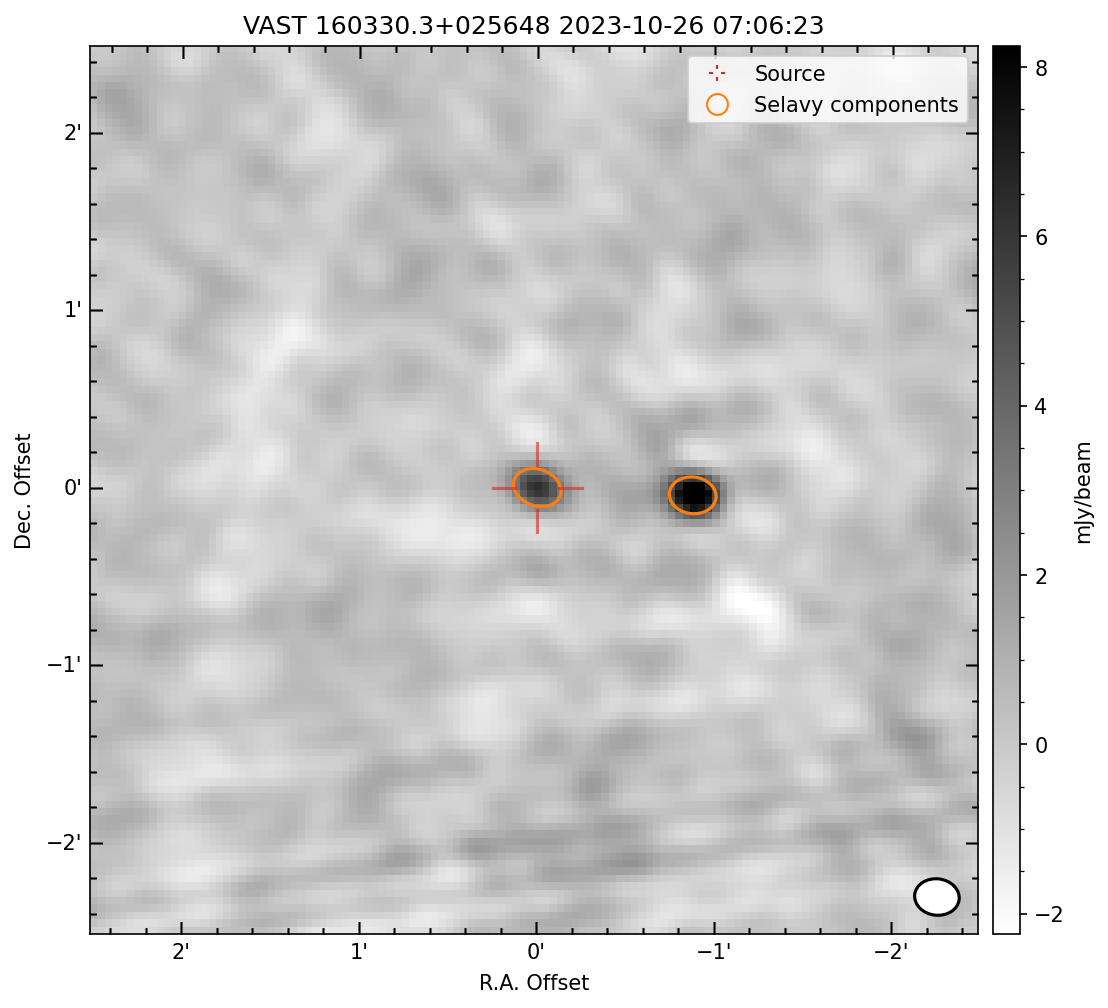 VAST 160330.3+025648 2023-10-26 07:06:23
Source
Selavy components
2'
1'
0'
−1'
−2'
Dec. Offset
2'
1'
0'
−1'
−2'
R.A. Offset
8
6
4
2
0
−2
mJy/beam